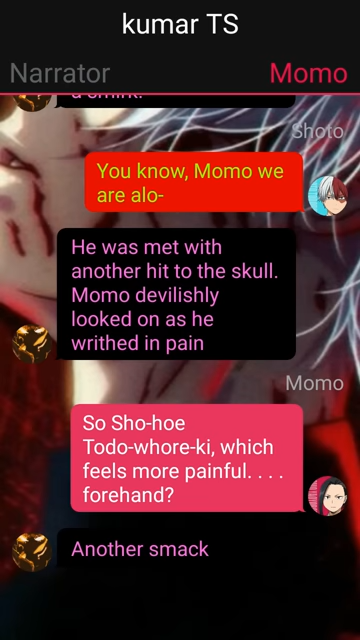 kumar TS
Narrator
Momo
a smirk.
Shoto
You know, Momo we
are alo-
He was met with
another hit to the skull.
Momo devilishly
looked on as he
writhed in pain
Momo
So Sho-hoe
Todo-whore-ki, which
feels more painful. . . .
forehand?
Another smack